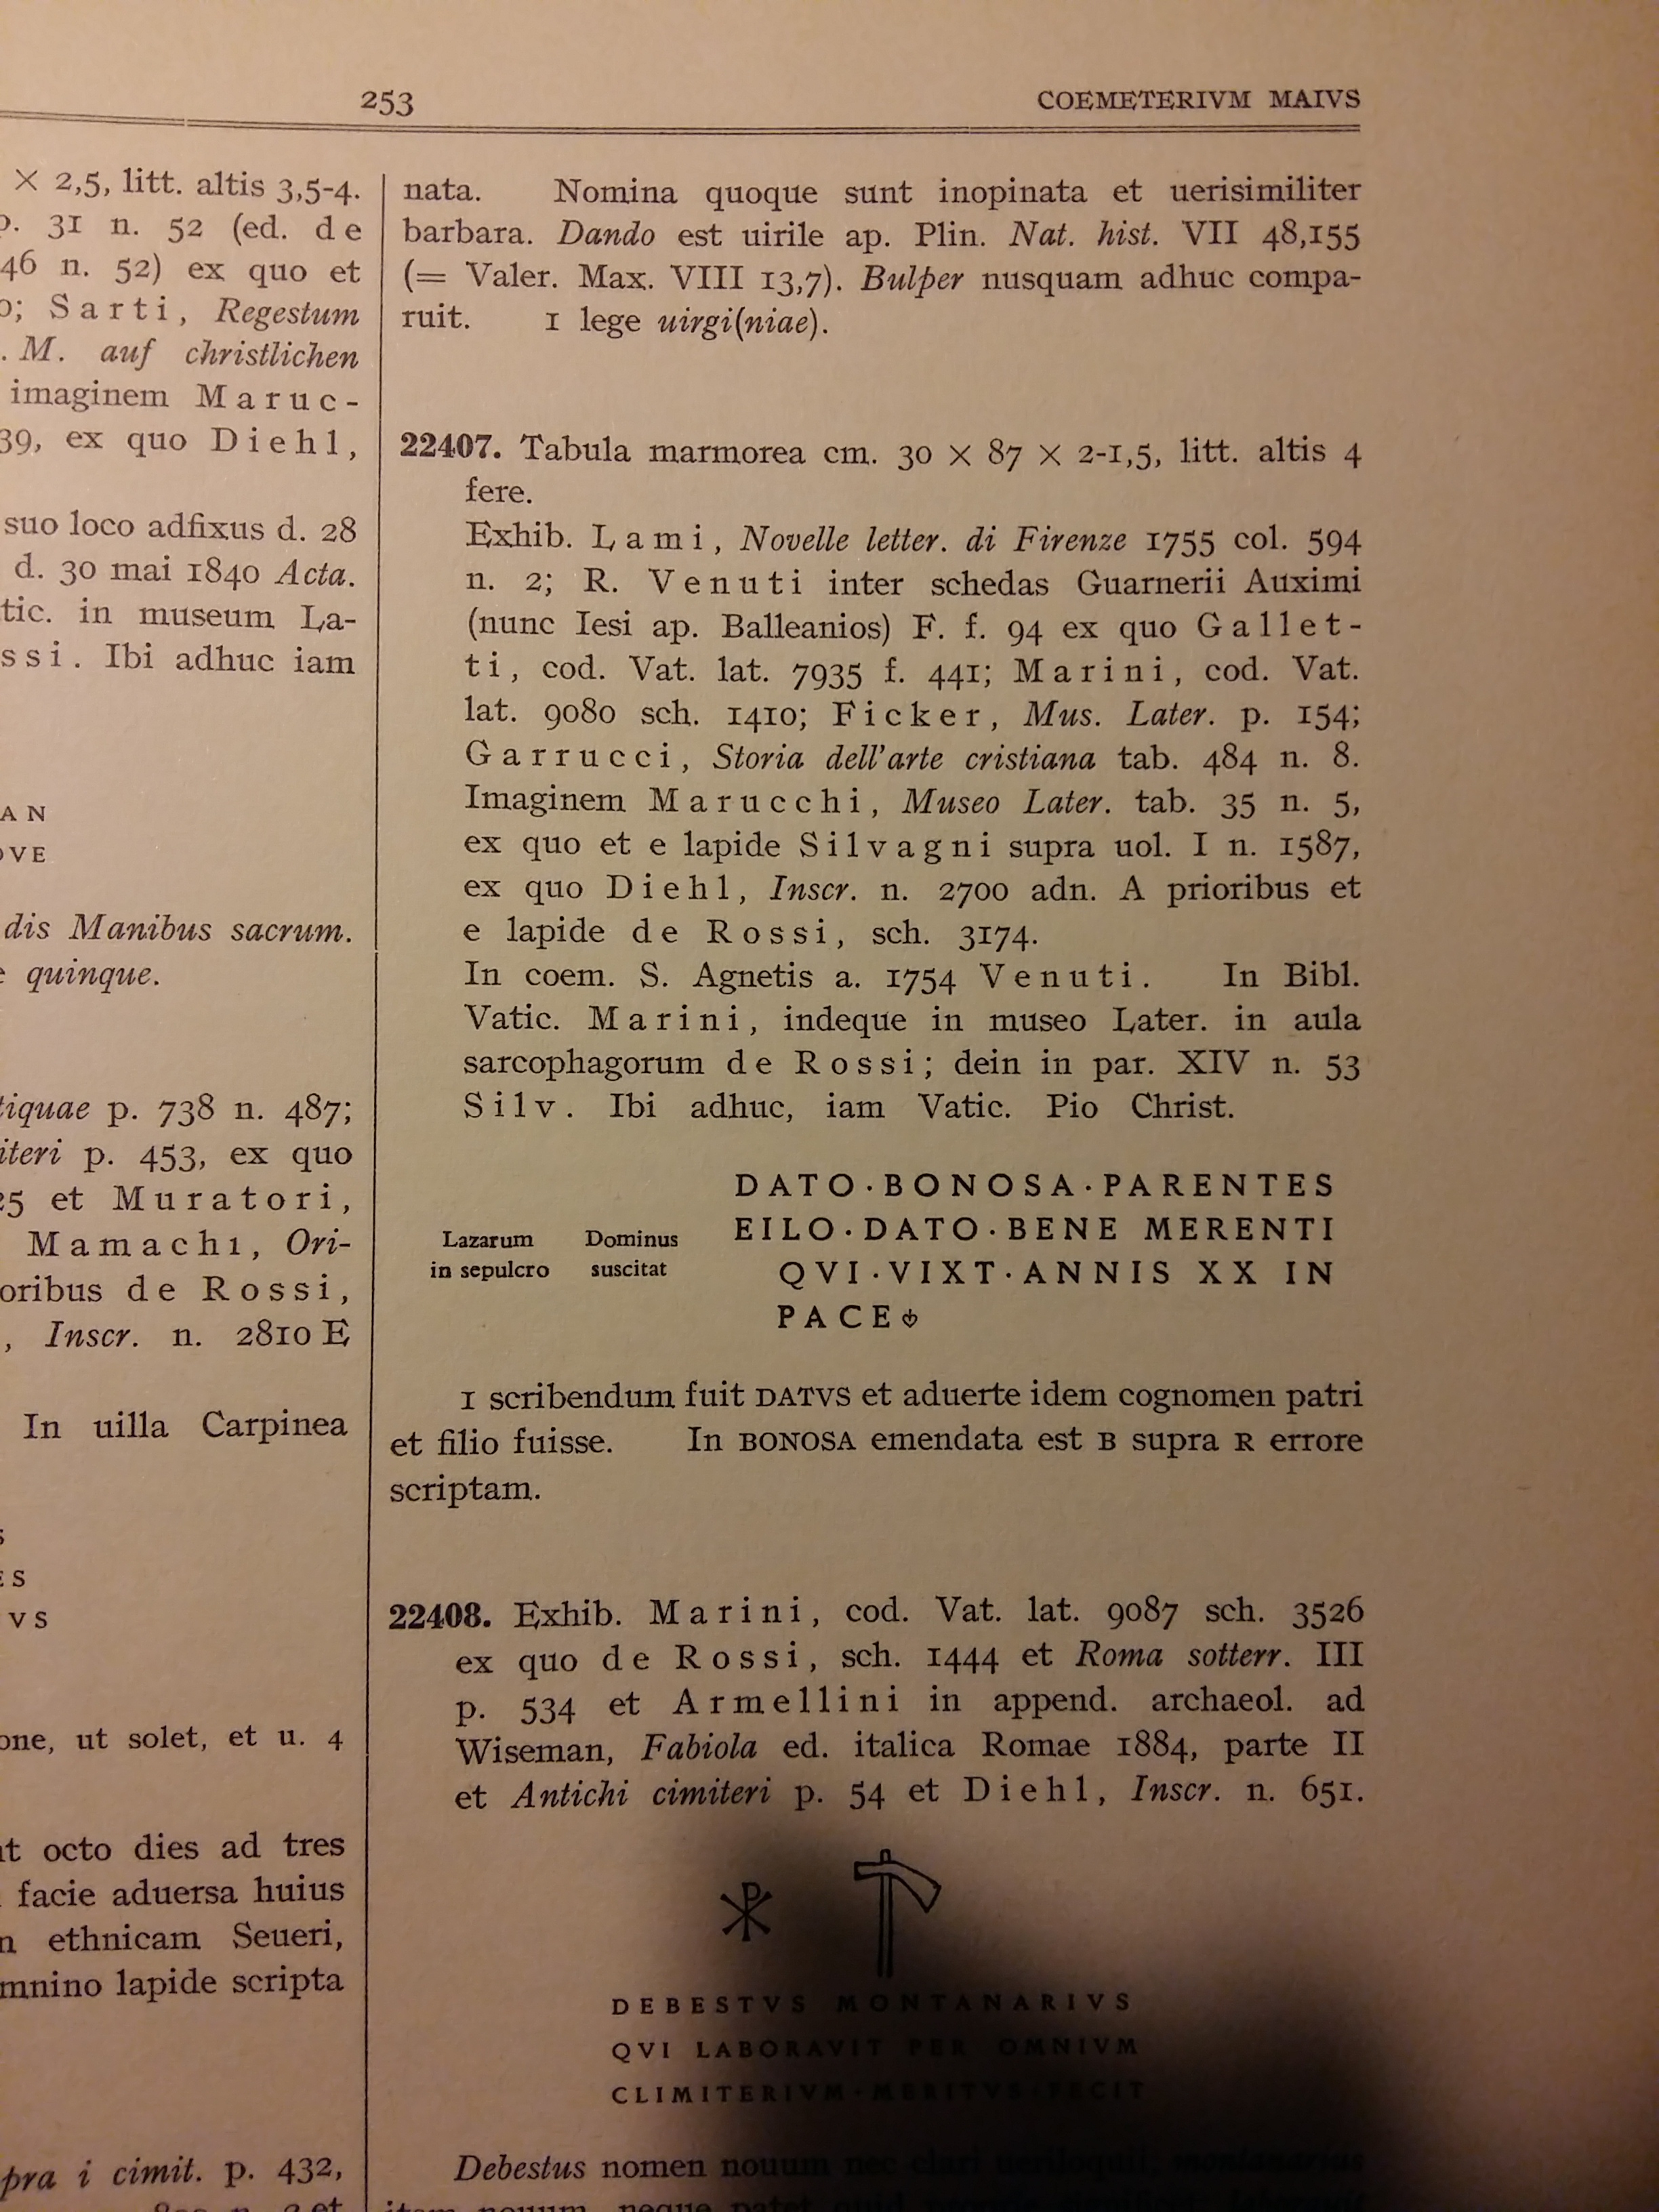 253
COEMETERIVM MAIVS
× 2,5, litt. altis 3,5-4.
p. 31 n. 52 (ed. de
46 n. 52) ex quo et
; Sarti, Regestum
. M. auf christlichen
imaginem Maruc-
39, ex quo Diehl,
suo loco adfixus d. 28
d. 30 mai 1840 Acta.
tic. in museum La-
ssi. Ibi adhuc iam
AN
OVE
dis Manibus sacrum.
quinque.
tiquae p. 738 n. 487;
iteri p. 453, ex quo
25 et Muratori,
Mamachi, Ori-
oribus de Rossi,
, Inscr. n. 2810 E
In uilla Carpinea
S
ES
VS
one, ut solet, et u. 4
ut octo dies ad tres
facie aduersa huius
n ethnicam Seueri,
mnino lapide scripta
pra i cimit. p. 432,
nata. Nomina quoque sunt inopinata et uerisimiliter
barbara. Dando est uirile ap. Plin. Nat. hist. VII 48,155
(= Valer. Max. VIII 13,7). Bulper nusquam adhuc compa-
ruit. 1 lege uirgi(niae).
22407. Tabula marmorea cm. 30 × 87 × 2-1,5, litt. altis 4
fere.
Exhib. Lami, Novelle letter. di Firenze 1755 col. 594
n. 2; R. Venuti inter schedas Guarnerii Auximi
(nunc Iesi ap. Balleanios) F. f. 94 ex quo Gallet-
ti, cod. Vat. lat. 7935 f. 441; Marini, cod. Vat.
lat. 9080 sch. 1410; Ficker, Mus. Later. p. 154;
Garrucci, Storia dell'arte cristiana tab. 484 n. 8.
Imaginem Marucchi, Museo Later. tab. 35 n. 5,
ex quo et e lapide Silvagni supra uol. I n. 1587,
ex quo Diehl, Inscr. n. 2700 adn. A prioribus et
e lapide de Rossi, sch. 3174.
In coem. S. Agnetis a. 1754 Venuti. In Bibl.
Vatic. Marini, indeque in museo Later. in aula
sarcophagorum de Rossi; dein in par. XIV n. 53
Silv. Ibi adhuc, iam Vatic. Pio Christ.
Lazarum
in sepulcro
Dominus
suscitat
DATO·BONOSA·PARENTES
EILO·DATO·BENE MERENTI
QVI·VIXT·ANNIS XX IN
PACE
1 scribendum fuit DATVS et aduerte idem cognomen patri
et filio fuisse. In BONOSA emendata est B supra R errore
scriptam.
22408. Exhib. Marini, cod. Vat. lat. 9087 sch. 3526
ex quo de Rossi, sch. 1444 et Roma sotterr. III
p. 534 et Armellini in append. archaeol. ad
Wiseman, Fabiola ed. italica Romae 1884, parte II
et Antichi cimiteri p. 54 et Diehl, Inscr. n. 651.
DEBESTVS MONTANARIVS
QVI LABORAVIT PER OMNIVM
CLIMITERIVM·MERITVS FECIT
Debestus nomen nouum nec clari ueriloquii, montanarius
item nouum, neque patet quid